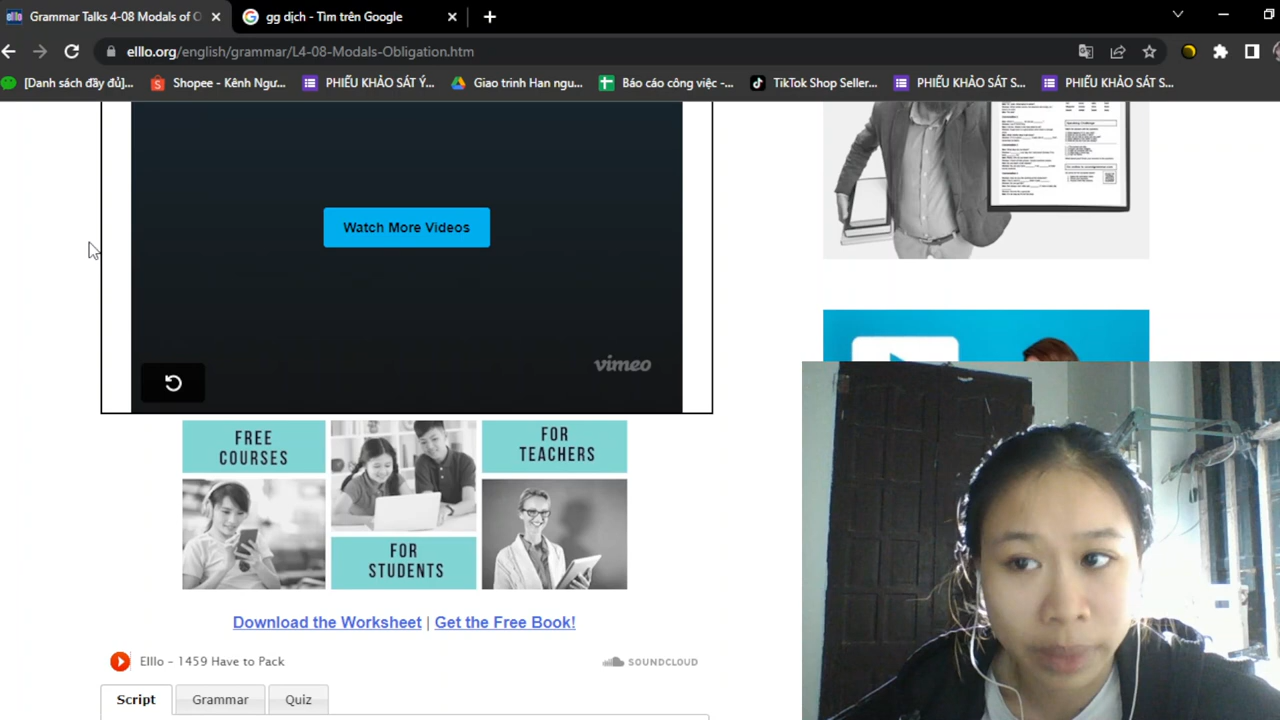 Grammar Talks 4-08 Modals of O
gg dịch - Tìm trên Google
elllo.org/english/grammar/L4-08-Modals-Obligation.htm
[Danh sách đầy đủ]...
Shopee - Kênh Ngư...
PHIẾU KHẢO SÁT Ý...
Giao trinh Han ngu...
Báo cáo công việc -...
TikTok Shop Seller...
PHIẾU KHẢO SÁT S...
PHIẾU KHẢO SÁT S...
Watch More Videos
vimeo
FREE
COURSES
FOR
TEACHERS
FOR
STUDENTS
Download the Worksheet | Get the Free Book!
Elllo - 1459 Have to Pack
SOUNDCLOUD
Script
Grammar
Quiz